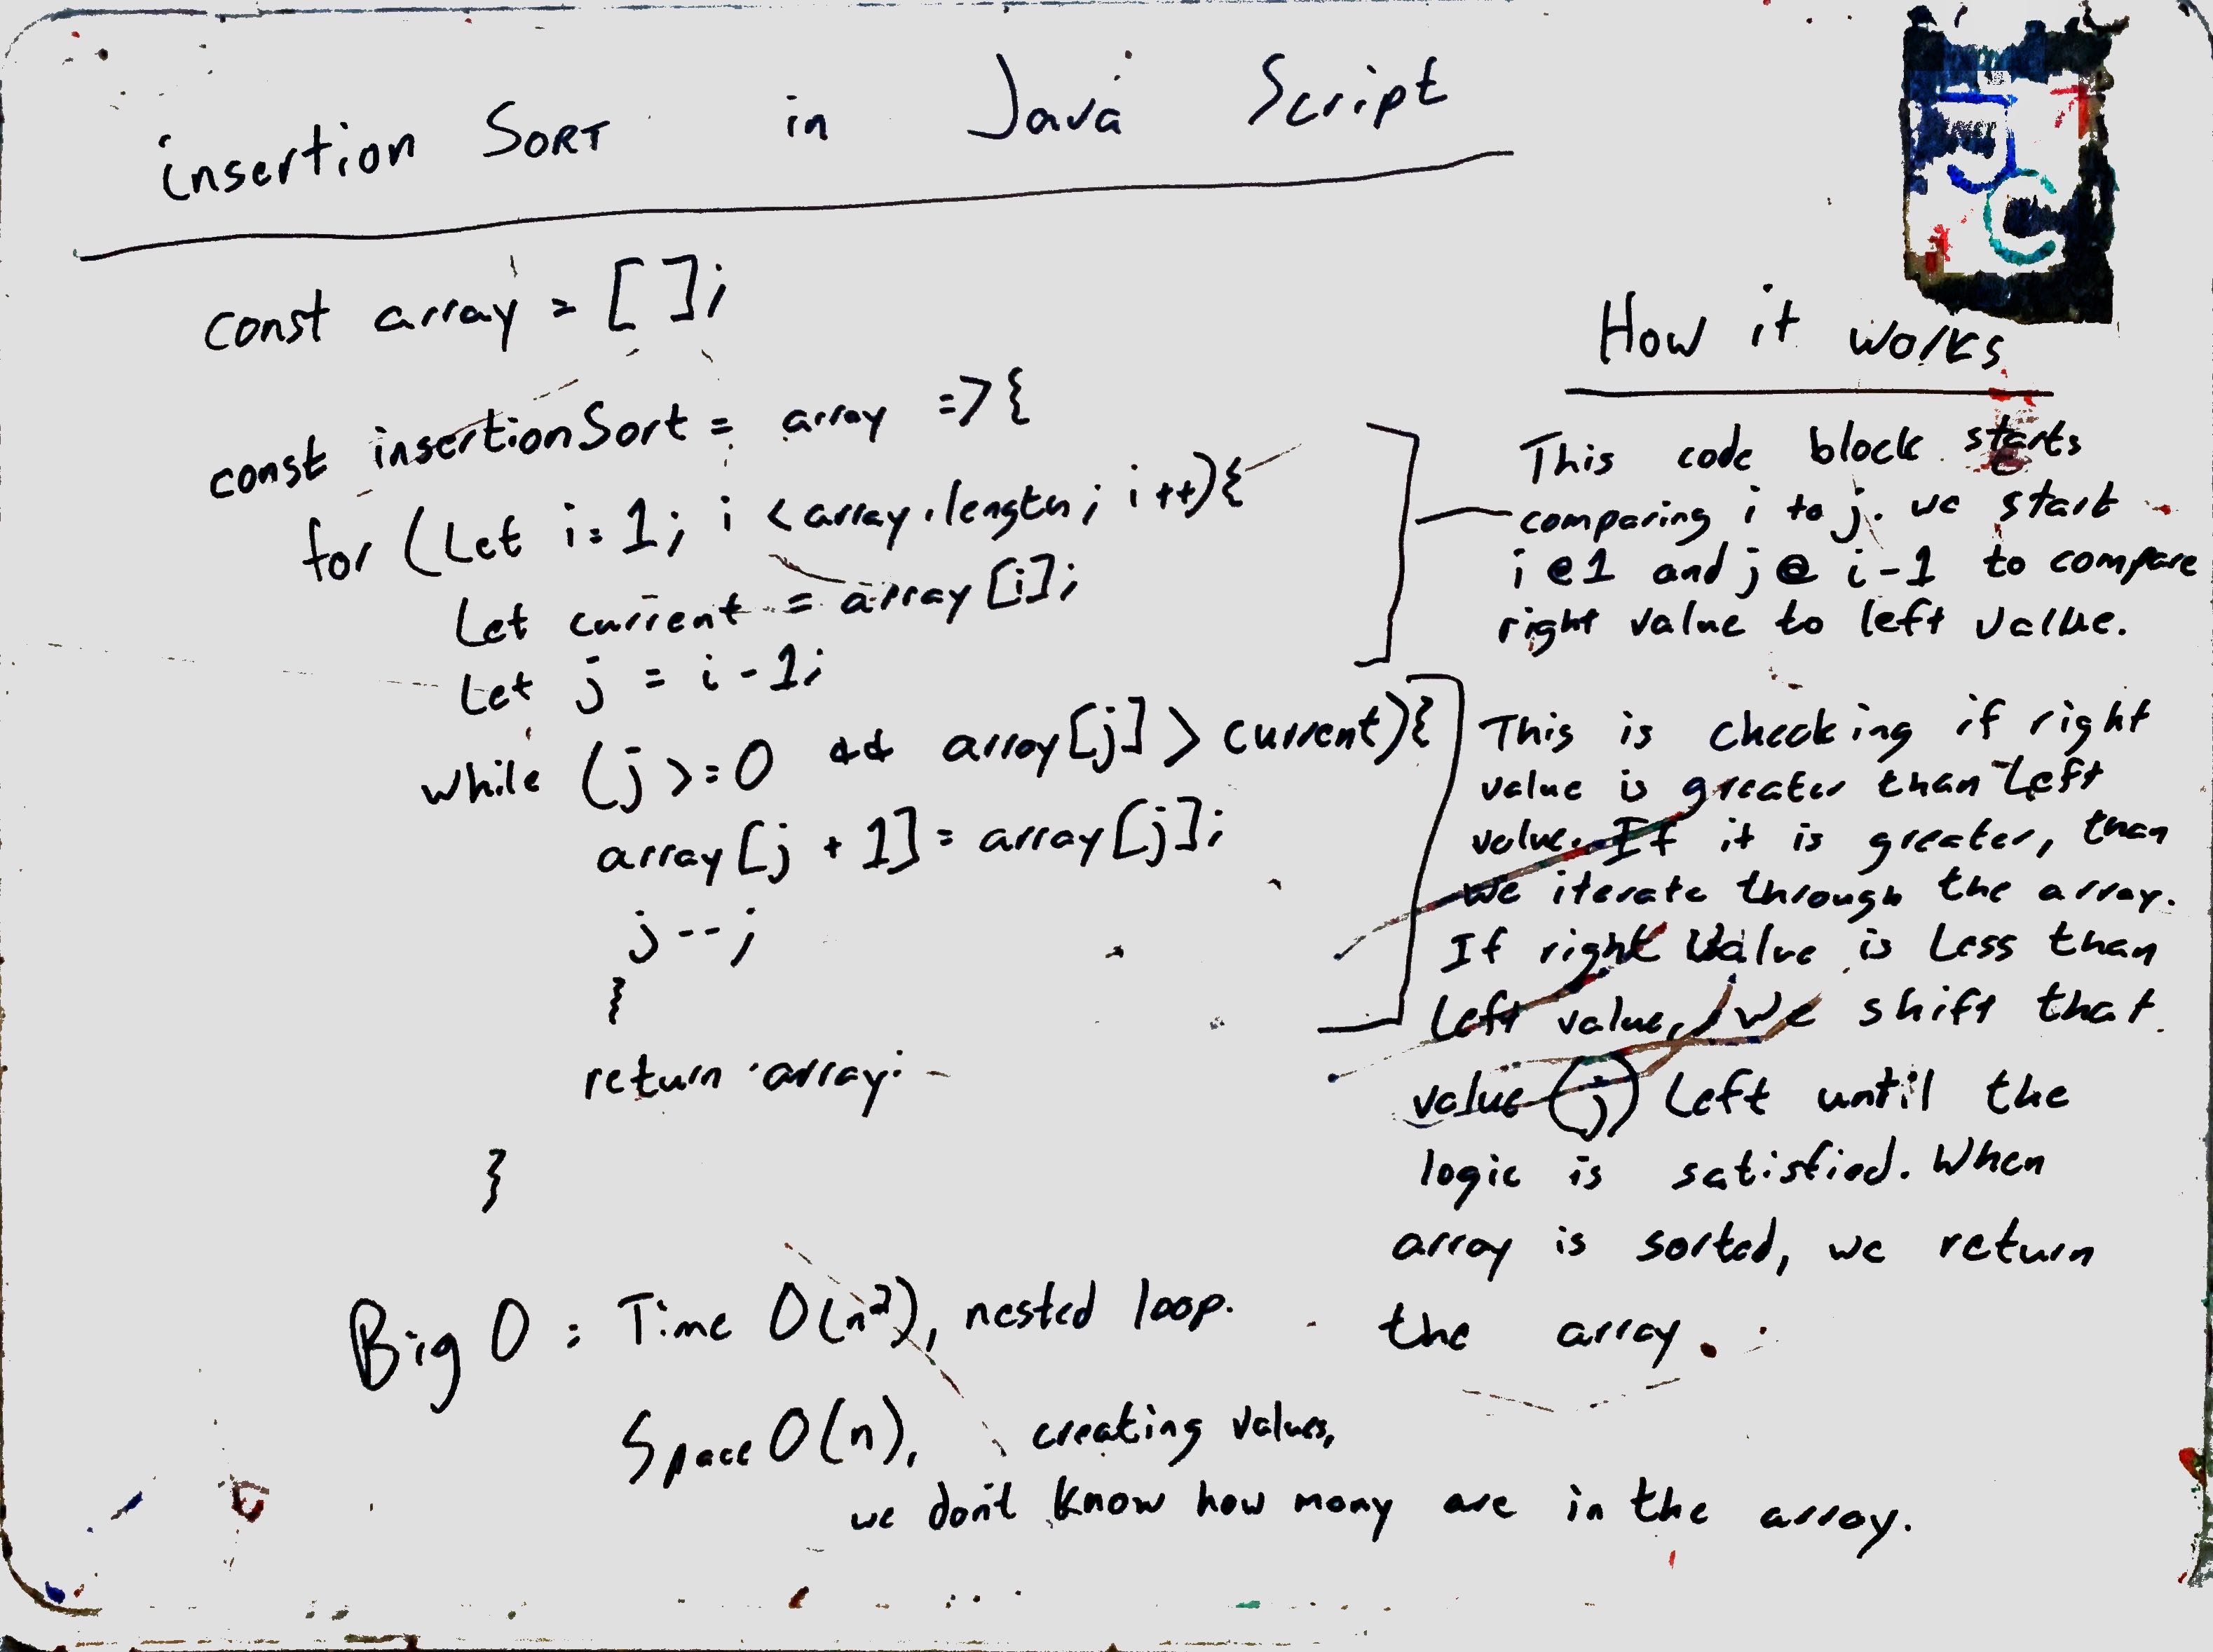 insertion SORT in Java Script
const array = [ ];
const insertionSort = array => {
for (Let i = 1; i < array.length; i++){
Let current = array[i];
Let j = i - 1;
while (j >= 0 && array[j] > current){
array[j + 1] = array[j];
j--;
}
return array;
}
Big O: Time O(n²), nested loop.
Space O(n), creating values,
we don't know how many are in the array.
JC
How it works
This code block starts
comparing i to j. we start
i @ 1 and j @ i - 1 to compare
right value to left value.
This is checking if right
value is greater than Left
value. If it is greater, than
we iterate through the array.
If right value is Less than
Left value, we shift that
value (j) Left until the
logic is satisfied. When
array is sorted, we return
the array.